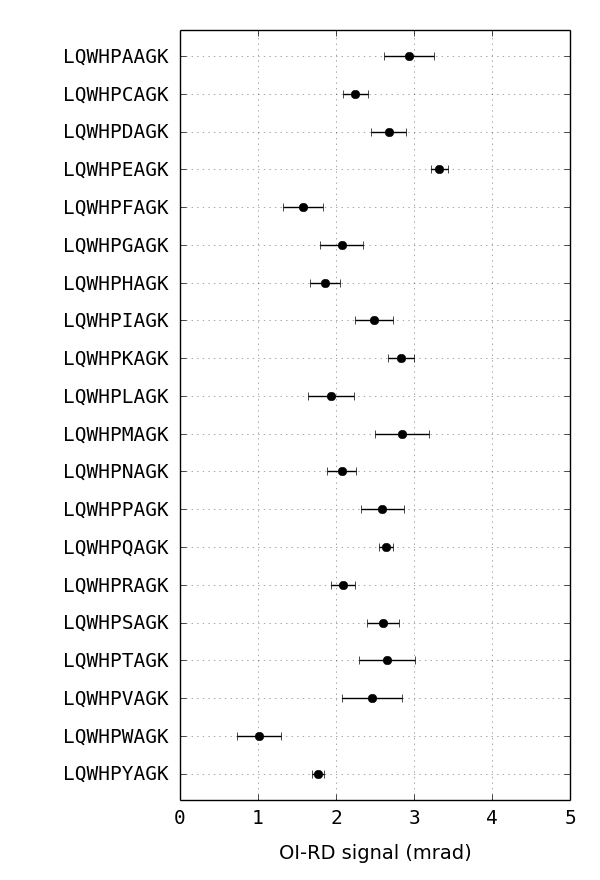 LQWHPAAGK
LQWHPCAGK
LQWHPDAGK
LQWHPEAGK
LQWHPFAGK
LQWHPGAGK
LQWHPHAGK
LQWHPIAGK
LQWHPKAGK
LQWHPLAGK
LQWHPMAGK
LQWHPNAGK
LQWHPPAGK
LQWHPQAGK
LQWHPRAGK
LQWHPSAGK
LQWHPTAGK
LQWHPVAGK
LQWHPWAGK
LQWHPYAGK
0 1 2 3 4 5
OI-RD signal (mrad)